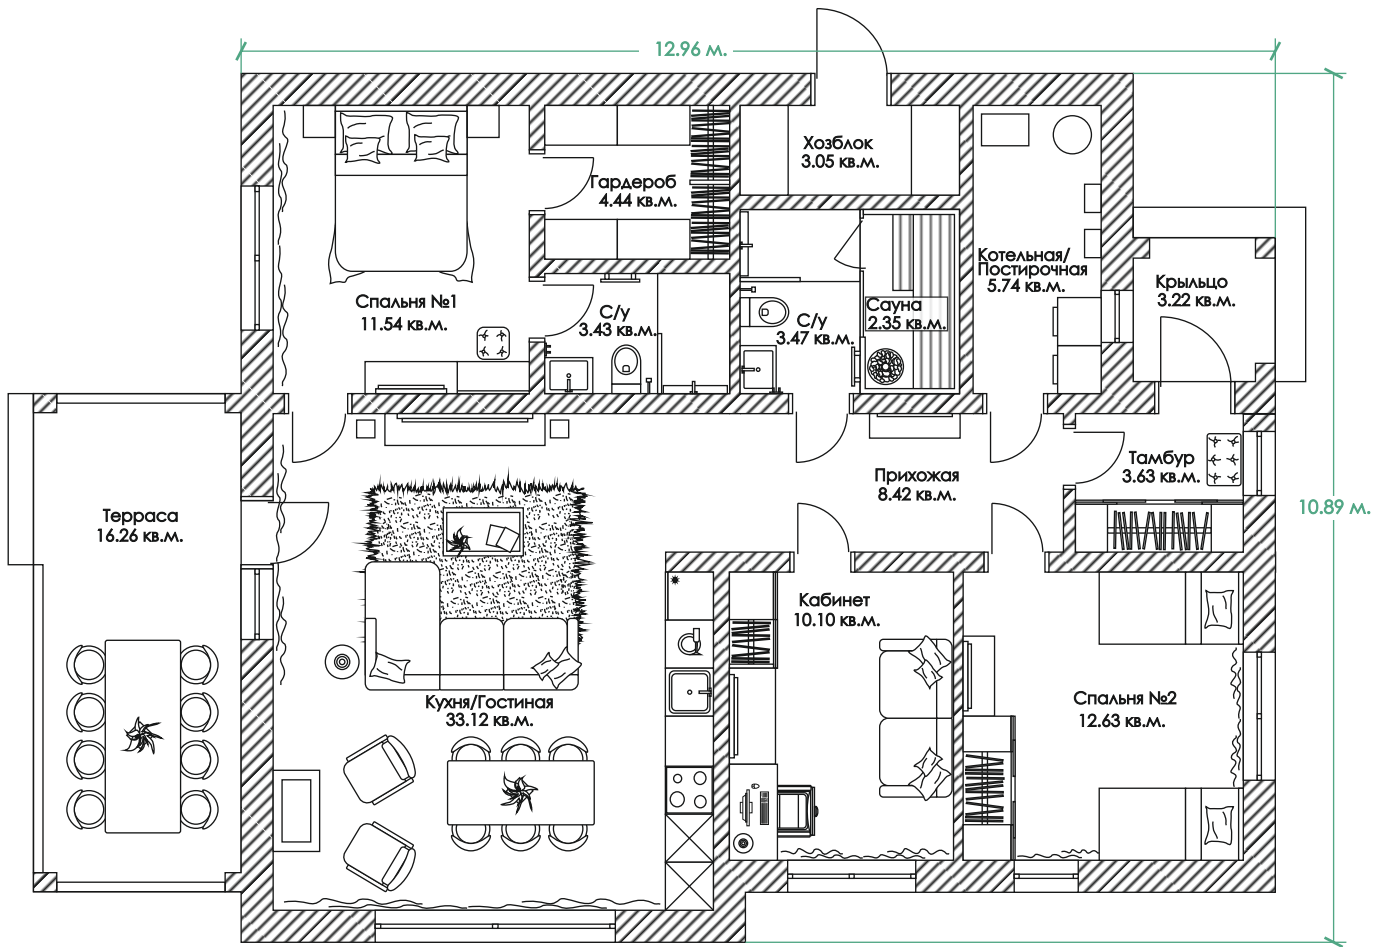 12.96 м.
Хозблок
3.05 кв.м.
Гардероб
4.44 кв.м.
Котельная/
Постирочная
5.74 кв.м.
Крыльцо
3.22 кв.м.
Спальня №1
11.54 кв.м.
С/у
3.43 кв.м.
С/у
3.47 кв.м.
Сауна
2.35 кв.м.
Тамбур
3.63 кв.м.
Прихожая
8.42 кв.м.
10.89 м.
Терраса
16.26 кв.м.
Кабинет
10.10 кв.м.
Кухня/Гостиная
33.12 кв.м.
Спальня №2
12.63 кв.м.